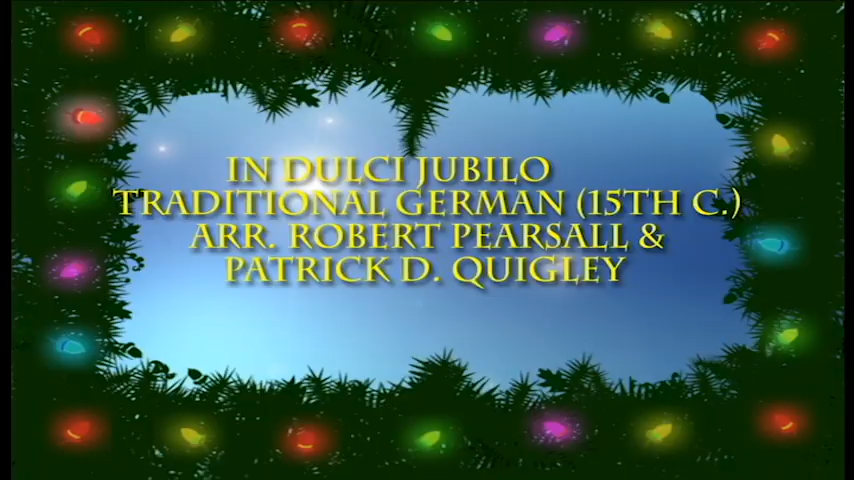 IN DULCI JUBILO
TRADITIONAL GERMAN (15TH C.)
ARR. ROBERT PEARSALL &
PATRICK D. QUIGLEY